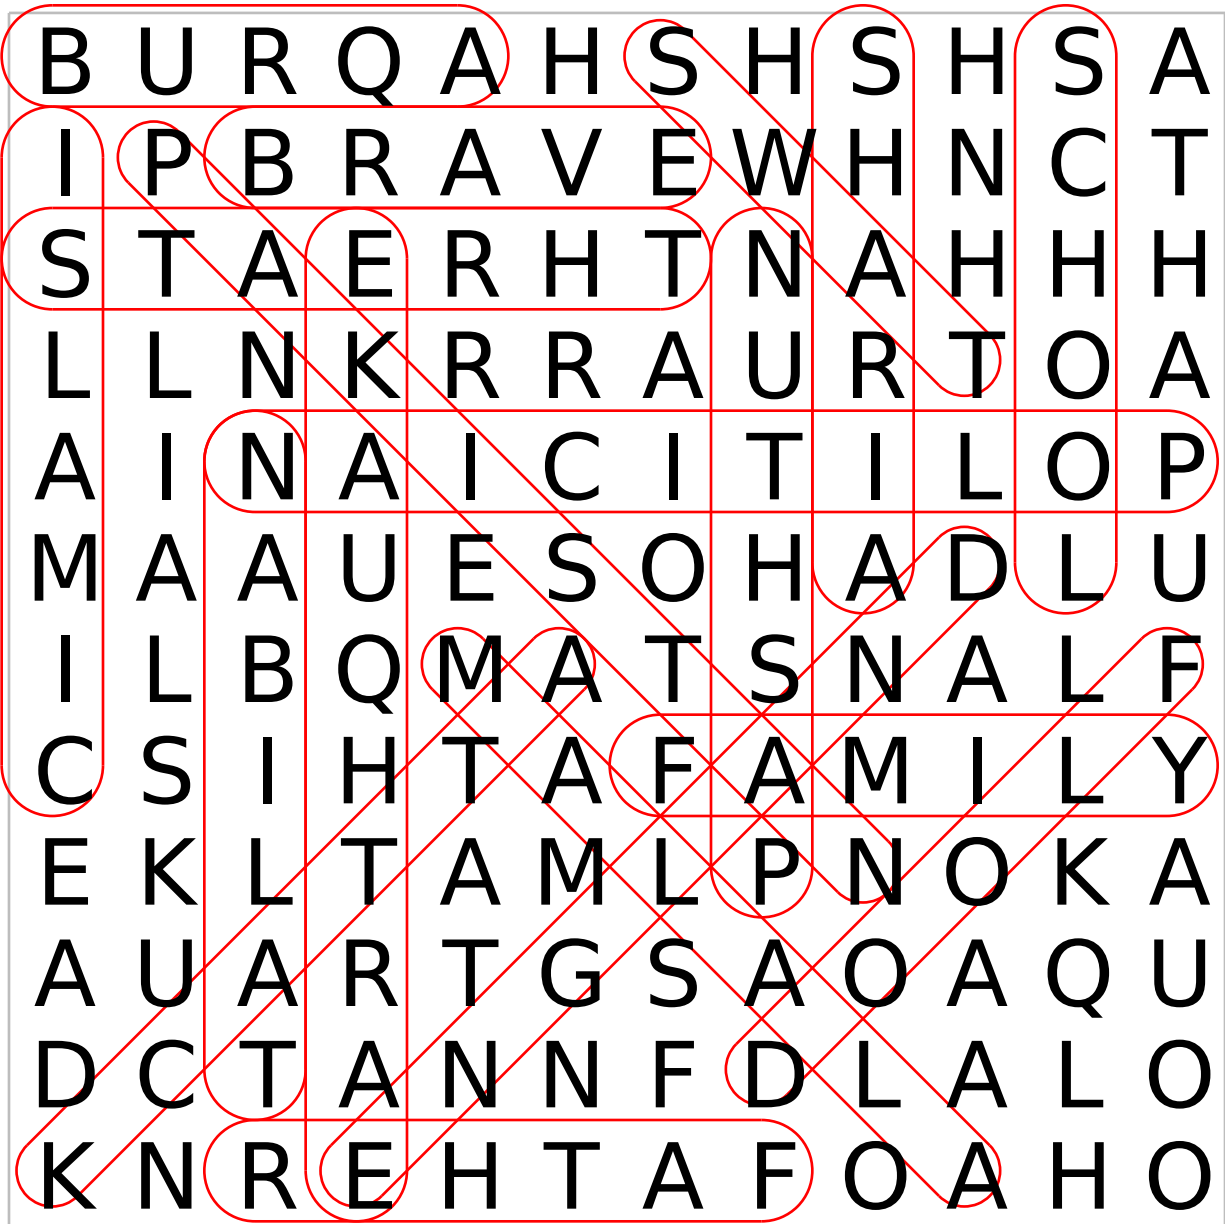 B U R Q A H S H S H S A
I P B R A V E W H N C T
S T A E R H T N A H H H
L L N K R R A U R T O A
A I N A I C I T I L O P
M A A U E S O H A D L U
I L B Q M A T S N A L F
C S I H T A F A M I L Y
E K L T A M L P N O K A
A U A R T G S A O A Q U
D C T A N N F D L A L O
K N R E H T A F O A H O